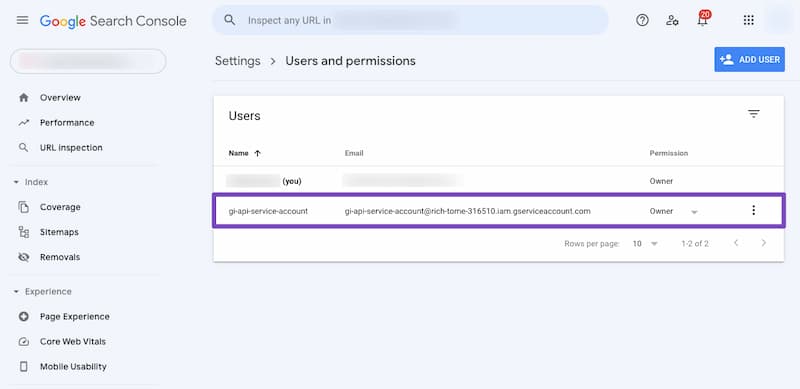 Google Search Console
Inspect any URL in
20
Settings > Users and permissions
ADD USER
Overview
Performance
URL inspection
Index
Coverage
Sitemaps
Removals
Experience
Page Experience
Core Web Vitals
Mobile Usability
Users
Name Email Permission
(you) Owner
gi-api-service-account gi-api-service-account@rich-tome-316510.iam.gserviceaccount.com Owner
Rows per page: 10 1-2 of 2